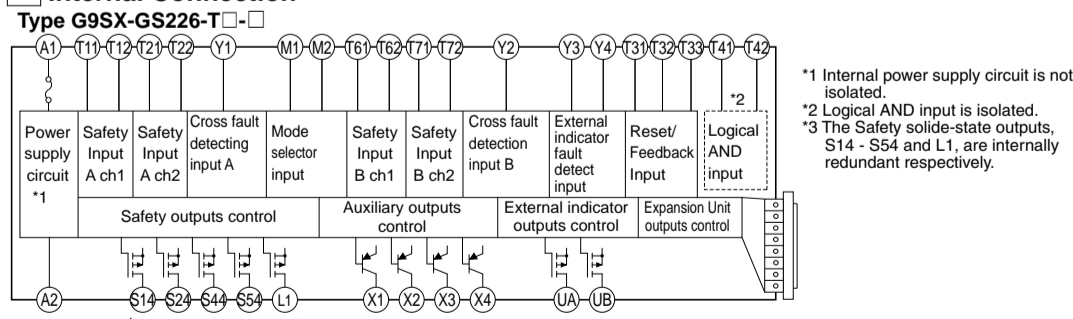 Internal Connection
Type G9SX-GS226-T□-□
A1 T11 T12 T21 T22 Y1 M1 M2 T61 T62 T71 T72 Y2 Y3 Y4 T31 T32 T33 T41 T42
*2
Power
supply
circuit
*1
Safety
Input
A ch1
Safety
Input
A ch2
Cross fault
detecting
input A
Mode
selector
input
Safety
Input
B ch1
Safety
Input
B ch2
Cross fault
detection
input B
External
indicator
fault
detect
input
Reset/
Feedback
Input
Logical
AND
input
Safety outputs control
Auxiliary outputs
control
External indicator
outputs control
Expansion Unit
outputs control
A2 S14 S24 S44 S54 L1 X1 X2 X3 X4 UA UB
*1 Internal power supply circuit is not
isolated.
*2 Logical AND input is isolated.
*3 The Safety solide-state outputs,
S14 - S54 and L1, are internally
redundant respectively.